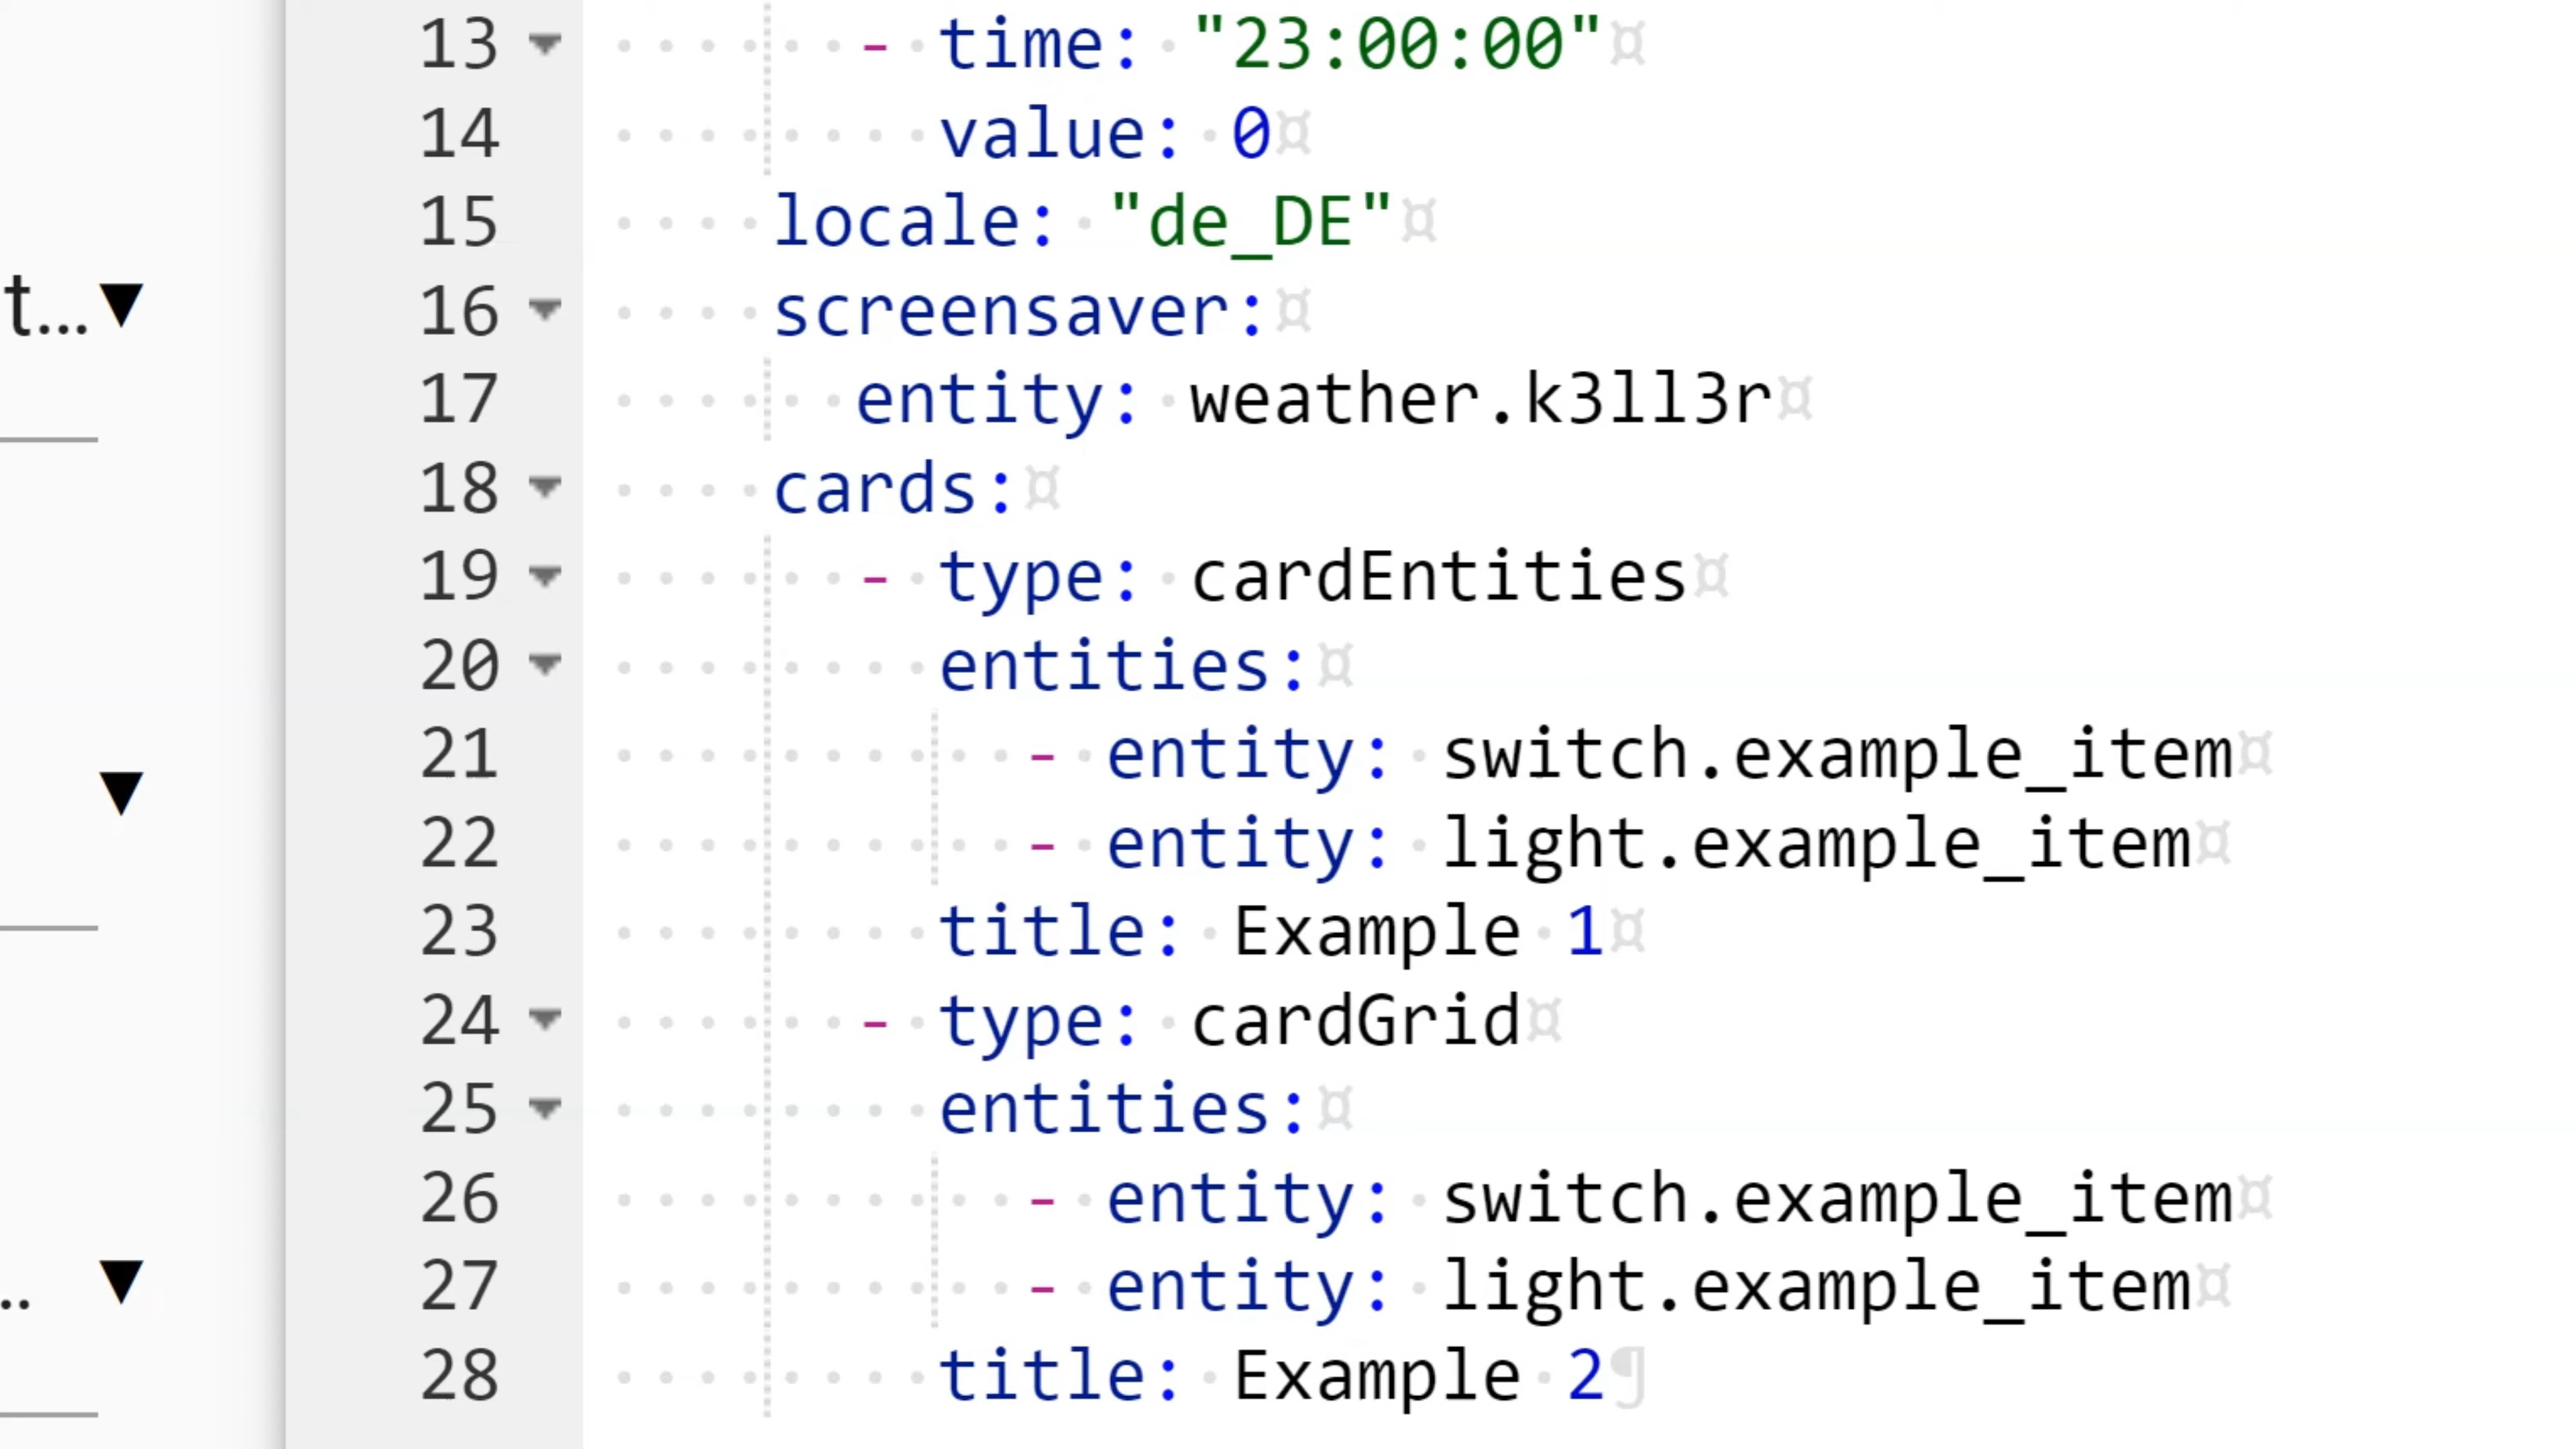 13 - time: "23:00:00"
14 value: 0
15 locale: "de_DE"
t... 16 screensaver:
17 entity: weather.k3ll3r
18 cards:
19 - type: cardEntities
20 entities:
21 - entity: switch.example_item
22 - entity: light.example_item
23 title: Example 1
24 - type: cardGrid
25 entities:
26 - entity: switch.example_item
27 - entity: light.example_item
28 title: Example 2